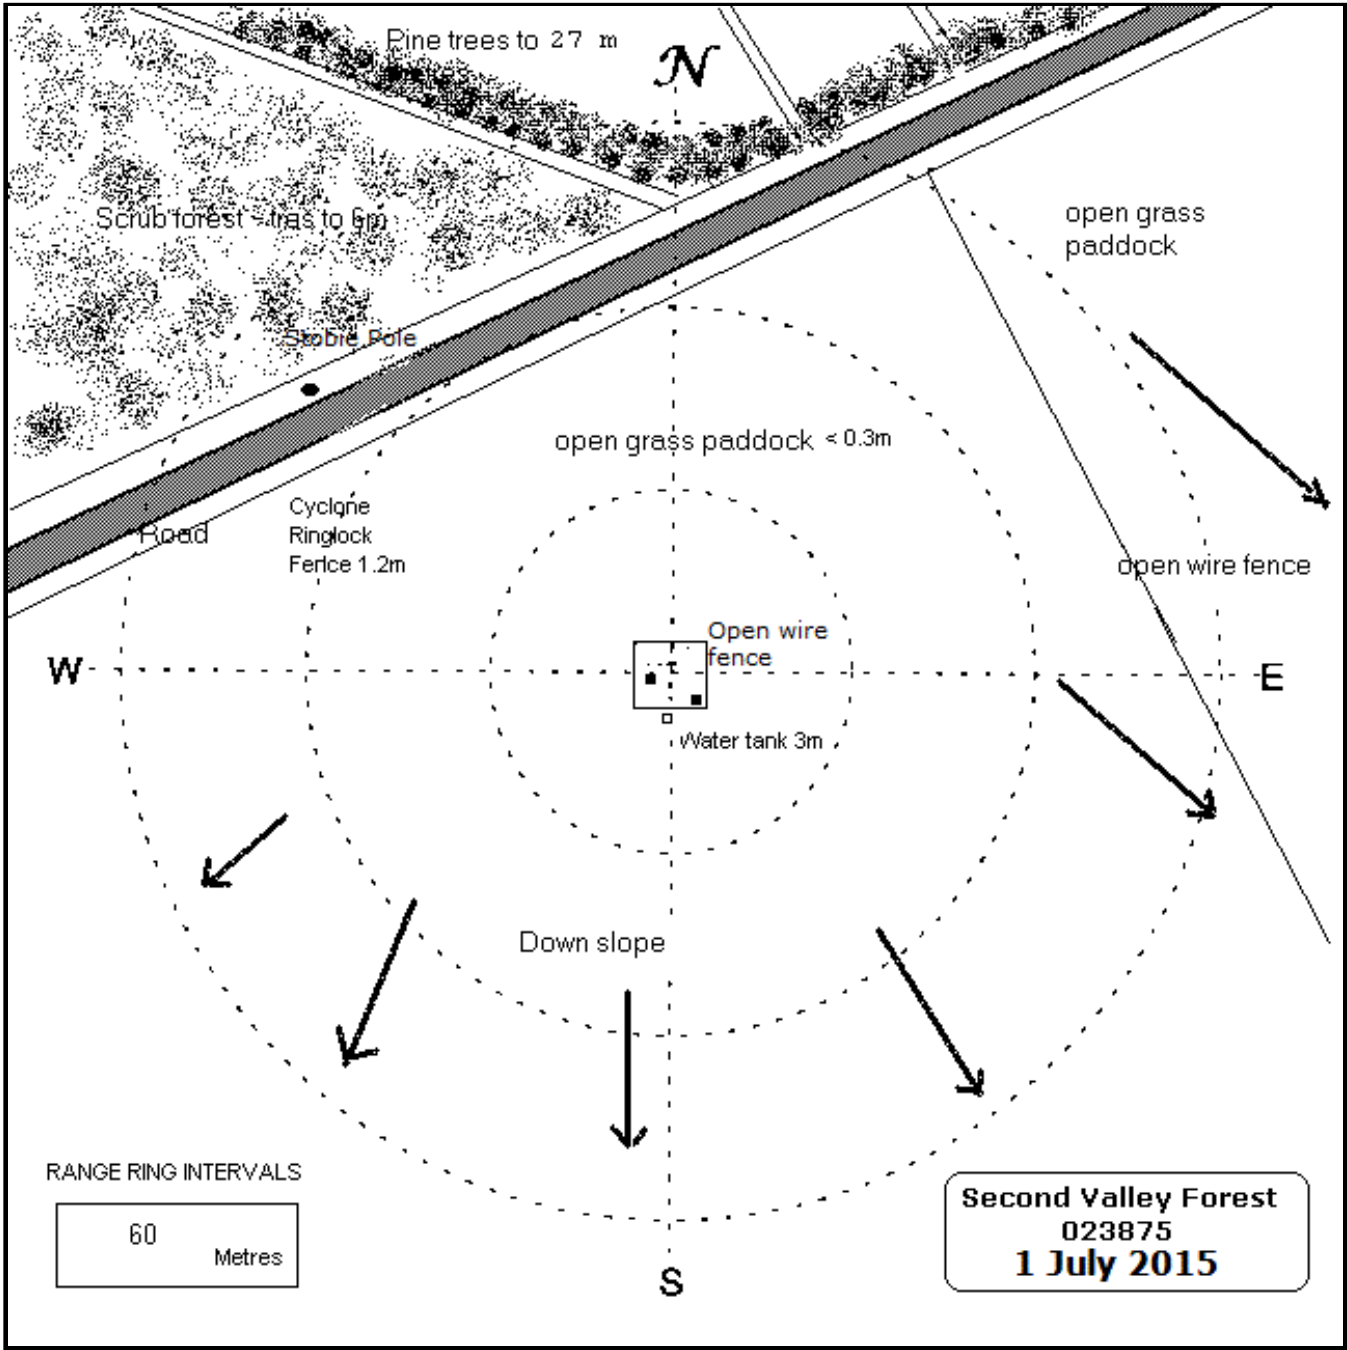 Pine trees to 27 m
N
Scrub forest - tras to 6m
open grass
paddock
Stobie Pole
open grass paddock < 0.3m
Cyclone
Ringlock
Fence 1.2m
Road
open wire fence
Open wire
fence
W
E
Water tank 3m
Down slope
RANGE RING INTERVALS
60
Metres
S
Second Valley Forest
023875
1 July 2015